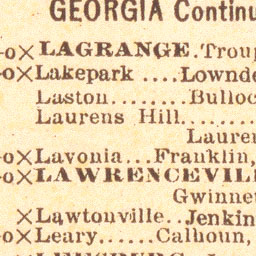 GEORGIA Continu
-o×LAGRANGE.Troup
-o×Lakepark ....Lownde
Laston........Bulloc
Laurens Hill........
Lauren
-o×Lavonia...Franklin,
-o×LAWRENCEVIL
Gwinnet
×Lawtonville..Jenkin
-o×Leary......Calhoun,